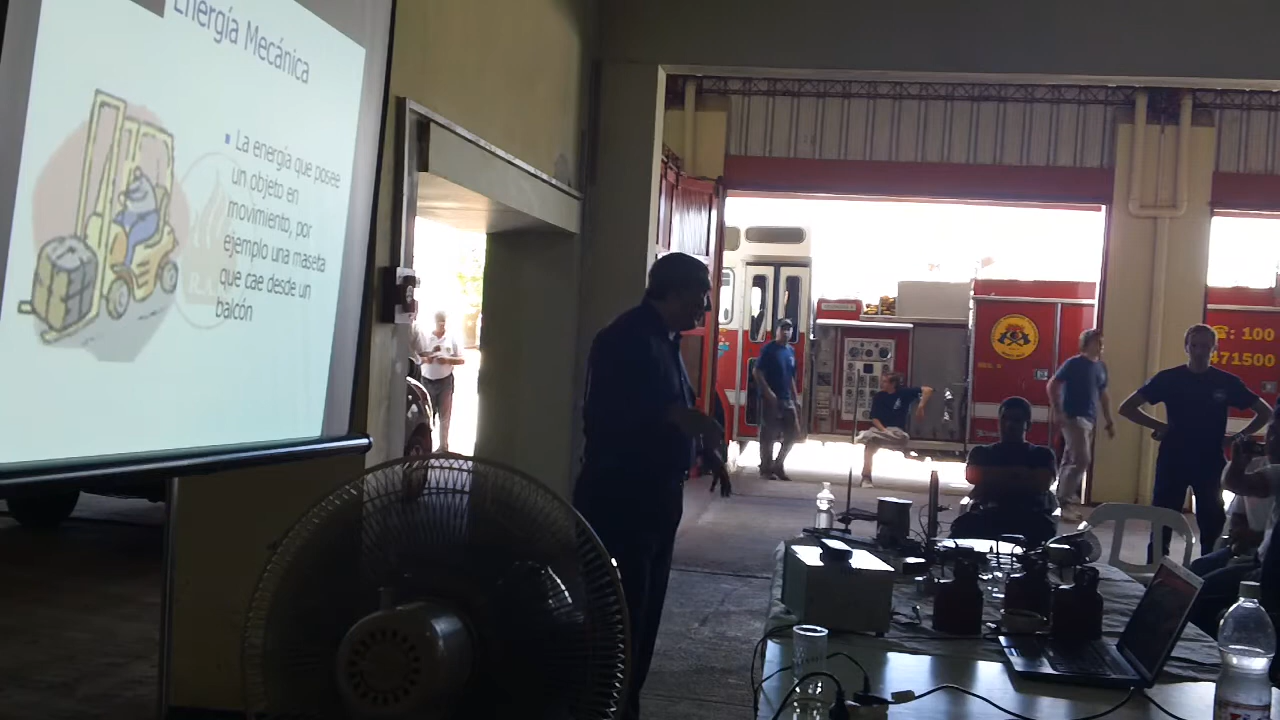 Energía Mecánica
▪ La energía que posee
un objeto en
movimiento, por
ejemplo una maseta
que cae desde un
balcón
☎: 100
471500